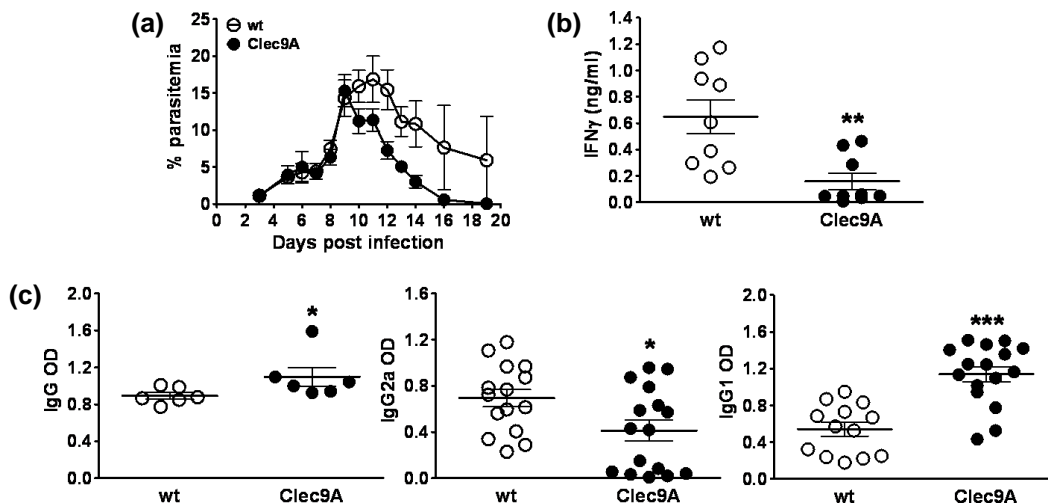 (a)
wt
Clec9A
% parasitemia
25
20
15
10
5
0
0 2 4 6 8 10 12 14 16 18 20
Days post infection
(b)
IFNγ (ng/ml)
1.4
1.2
1.0
0.8
0.6
0.4
0.2
0.0
**
wt Clec9A
(c)
IgG OD
2.0
1.6
1.2
0.8
0.4
0.0
*
wt Clec9A
IgG2a OD
1.6
1.2
0.8
0.4
0.0
*
wt Clec9A
IgG1 OD
2.0
1.6
1.2
0.8
0.4
0.0
***
wt Clec9A